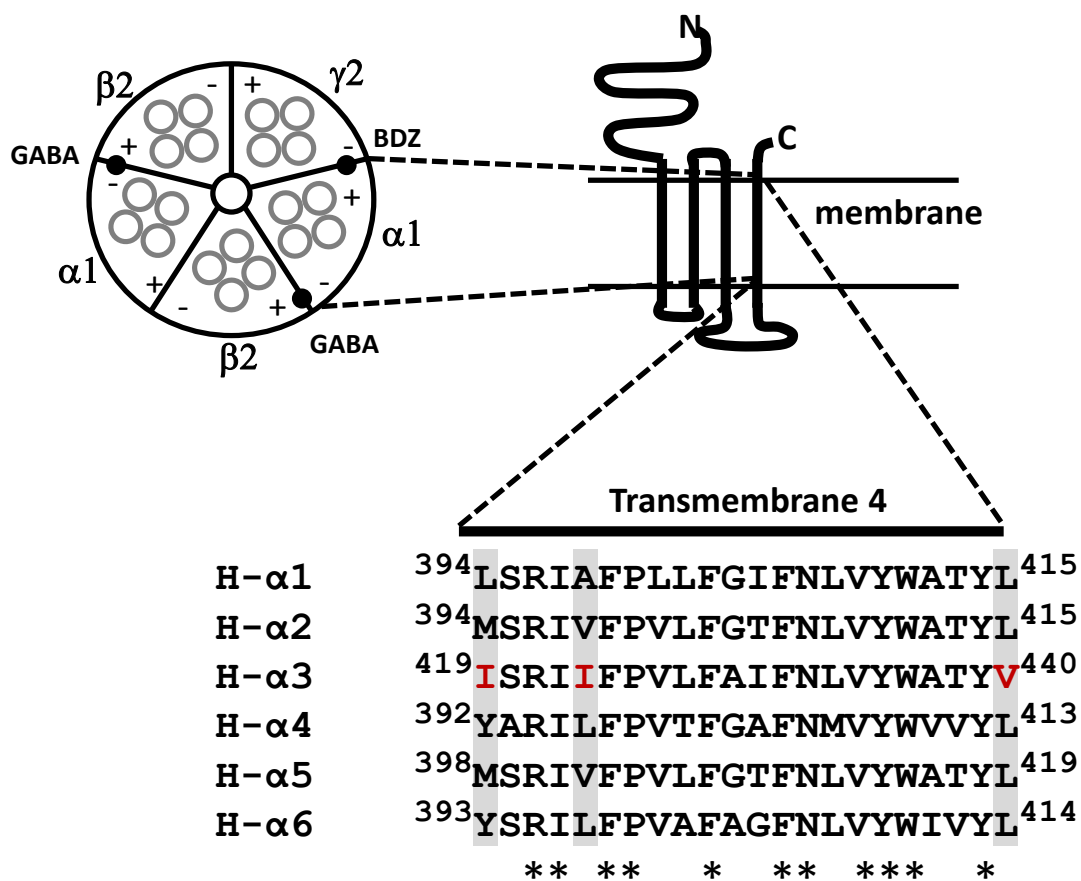 N
β2
γ2
- +
BDZ
C
GABA
+
-
-
+
membrane
α1
α1
+
-
+
-
β2
GABA
Transmembrane 4
H-α1 394LSRIAFPLLFGIFNLVYWATYL415
H-α2 394MSRIVFPVLFGTFNLVYWATYL415
H-α3 419ISRIIFPVLFAIFNLVYWATYV440
H-α4 392YARILFPVTFGAFNMVYWVVYL413
H-α5 398MSRIVFPVLFGTFNLVYWATYL419
H-α6 393YSRILFPVAFAGFNLVYWIVYL414
** ** * ** *** *